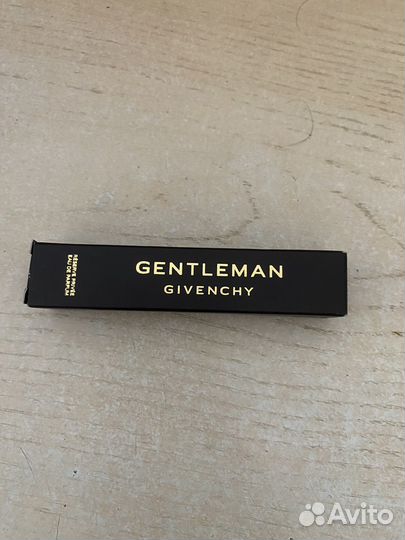 GENTLEMAN
GIVENCHY
RÉSERVE PRIVÉE
EAU DE PARFUM
Avito